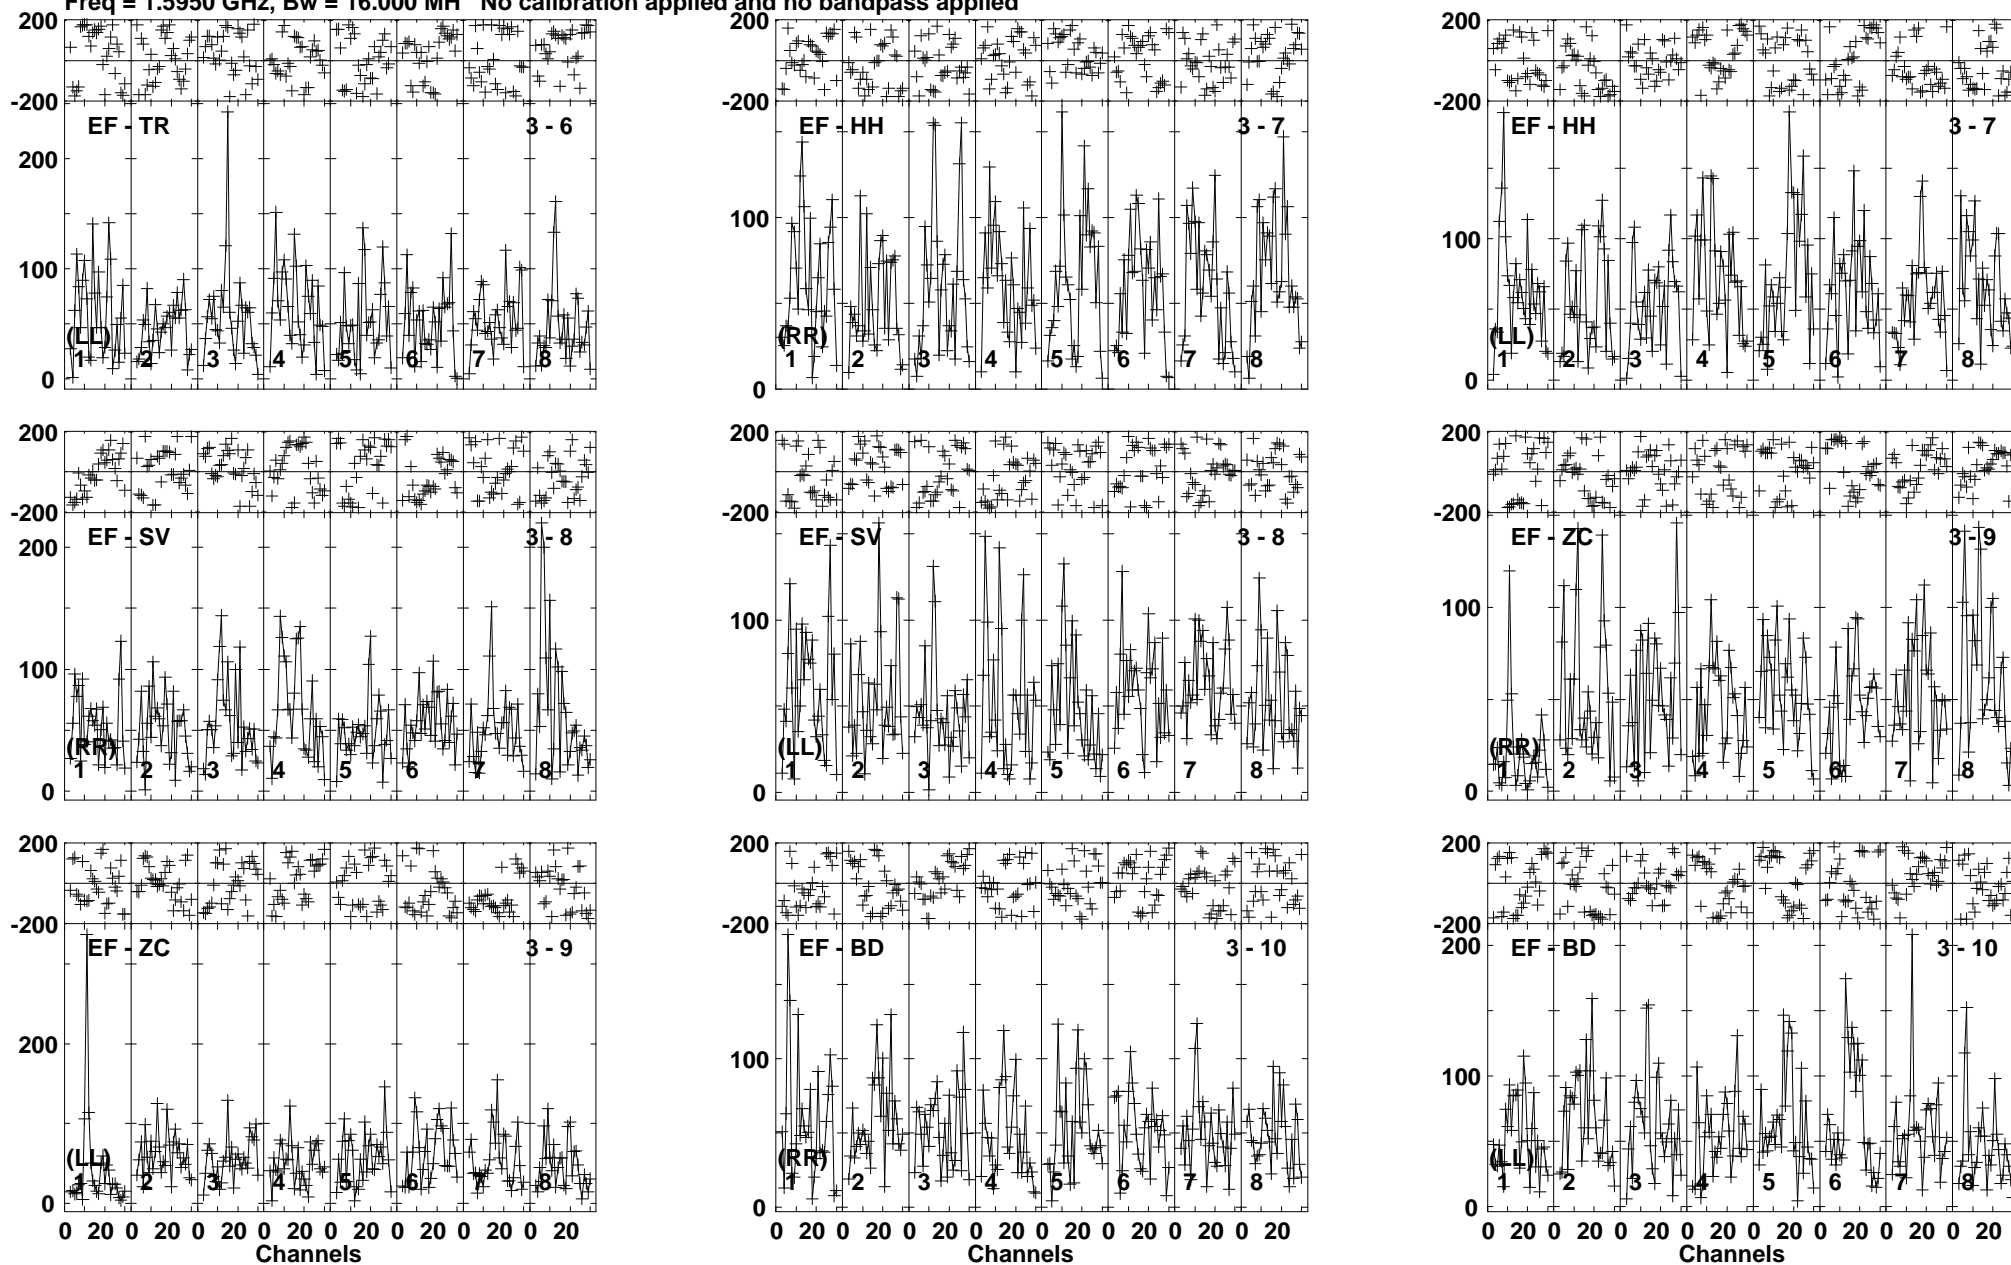 Freq = 1.5950 GHz, Bw = 16.000 MH   No calibration applied and no bandpass applied
200 200 200
-200 -200 -200
EF - TR 3 - 6 EF - HH 3 - 7 EF - HH 3 - 7
200
100 100 100
(LL) (RR) (LL)
1 2 3 4 5 6 7 8 1 2 3 4 5 6 7 8 1 2 3 4 5 6 7 8
0 0 0
200 200 200
-200 -200 -200
EF - SV 3 - 8 EF - SV 3 - 8 EF - ZC 3 - 9
200
100 100 100
(RR) (LL) (RR)
1 2 3 4 5 6 7 8 1 2 3 4 5 6 7 8 1 2 3 4 5 6 7 8
0 0 0
200 200 200
-200 -200 -200
EF - ZC 3 - 9 EF - BD 3 - 10 EF - BD 3 - 10
200 100 200
100
(LL) (RR) (LL)
1 2 3 4 5 6 7 8 1 2 3 4 5 6 7 8 1 2 3 4 5 6 7 8
0 0 0
0 20 0 20 0 20 0 20 0 20 0 20 0 20 0 20 0 20 0 20 0 20 0 20 0 20 0 20 0 20 0 20 0 20 0 20 0 20 0 20 0 20 0 20 0 20 0 20
Channels Channels Channels